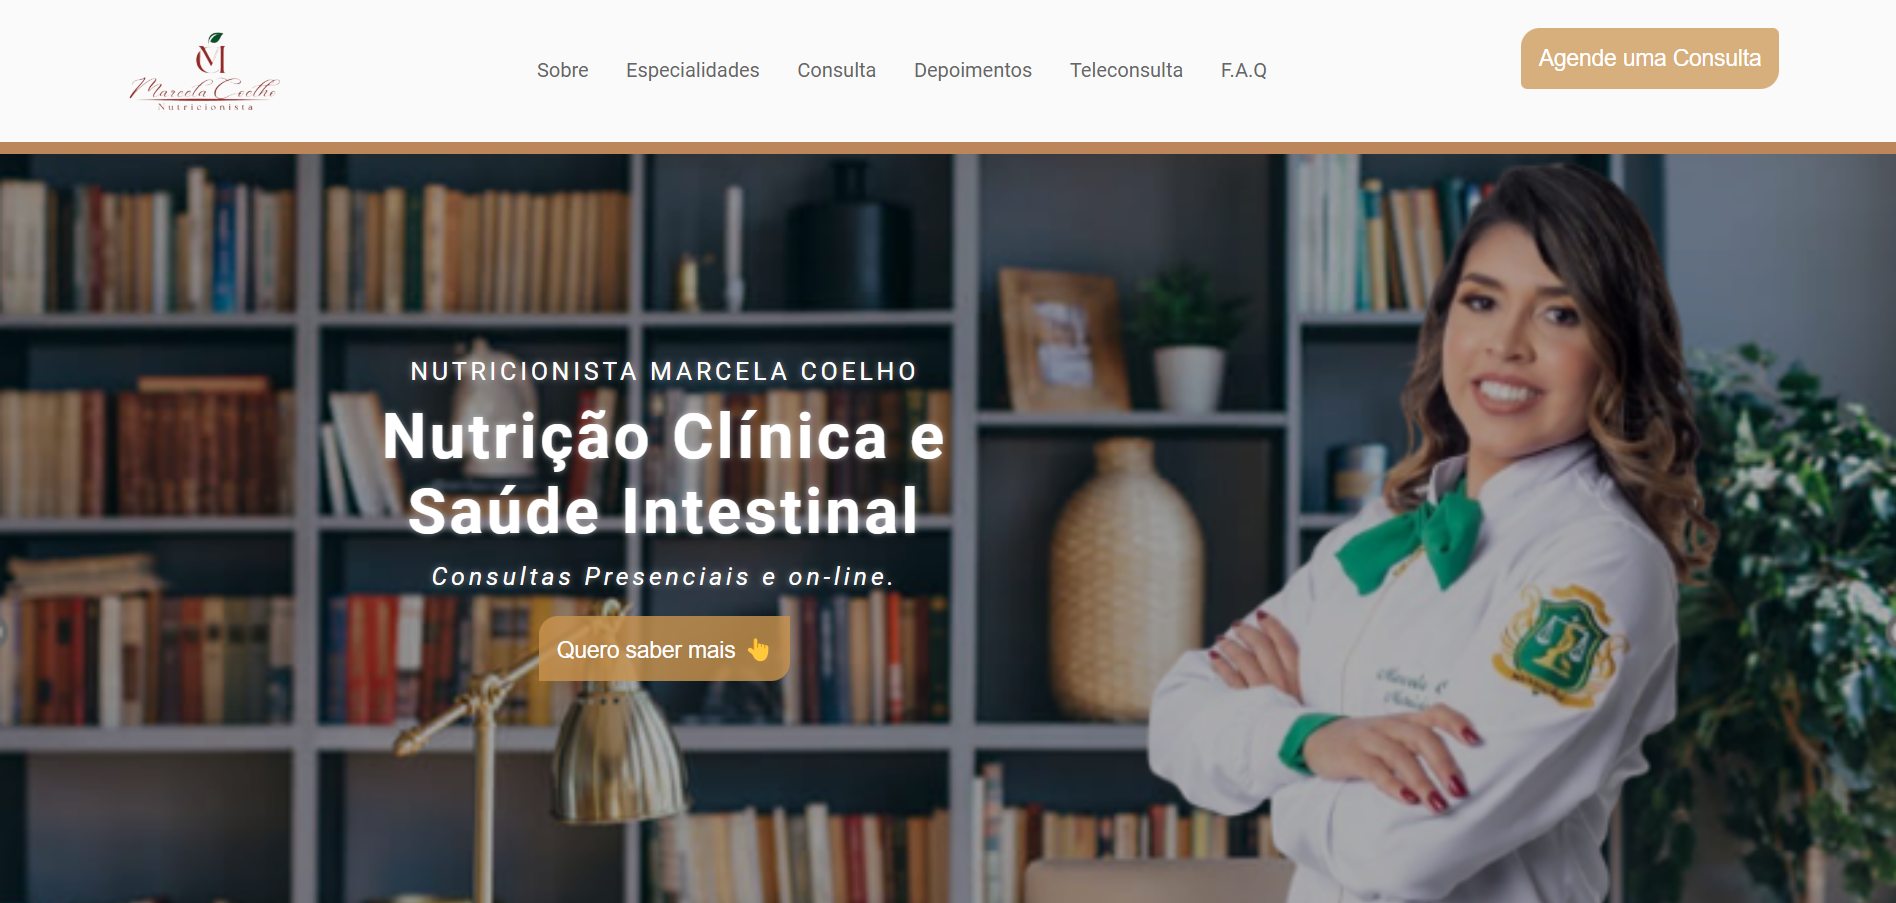 M
Marcela Coelho
Nutricionista
Sobre Especialidades Consulta Depoimentos Teleconsulta F.A.Q
Agende uma Consulta
NUTRICIONISTA MARCELA COELHO
Nutrição Clínica e
Saúde Intestinal
Consultas Presenciais e on-line.
Quero saber mais 👆